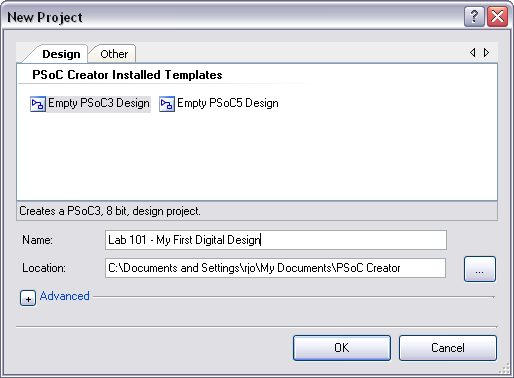 New Project
Design Other
PSoC Creator Installed Templates
Empty PSoC3 Design Empty PSoC5 Design
Creates a PSoC3, 8 bit, design project.
Name: Lab 101 - My First Digital Design
Location: C:\Documents and Settings\rjo\My Documents\PSoC Creator ...
+ Advanced
OK Cancel